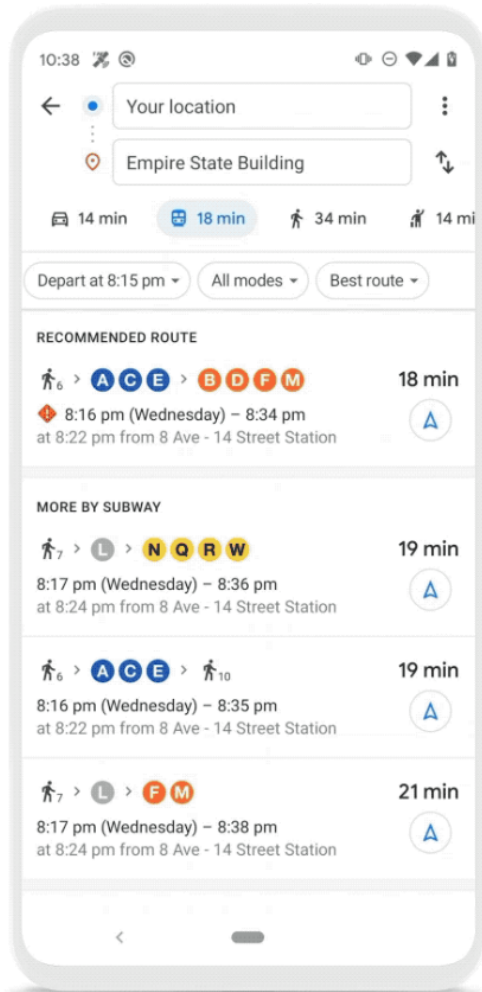 10:38
Your location
Empire State Building
14 min 18 min 34 min 14 mi
Depart at 8:15 pm All modes Best route
RECOMMENDED ROUTE
6 > A C E > B D F M 18 min
8:16 pm (Wednesday) – 8:34 pm
at 8:22 pm from 8 Ave - 14 Street Station
MORE BY SUBWAY
7 > L > N Q R W 19 min
8:17 pm (Wednesday) – 8:36 pm
at 8:24 pm from 8 Ave - 14 Street Station
6 > A C E > 10 19 min
8:16 pm (Wednesday) – 8:35 pm
at 8:22 pm from 8 Ave - 14 Street Station
7 > L > F M 21 min
8:17 pm (Wednesday) – 8:38 pm
at 8:24 pm from 8 Ave - 14 Street Station